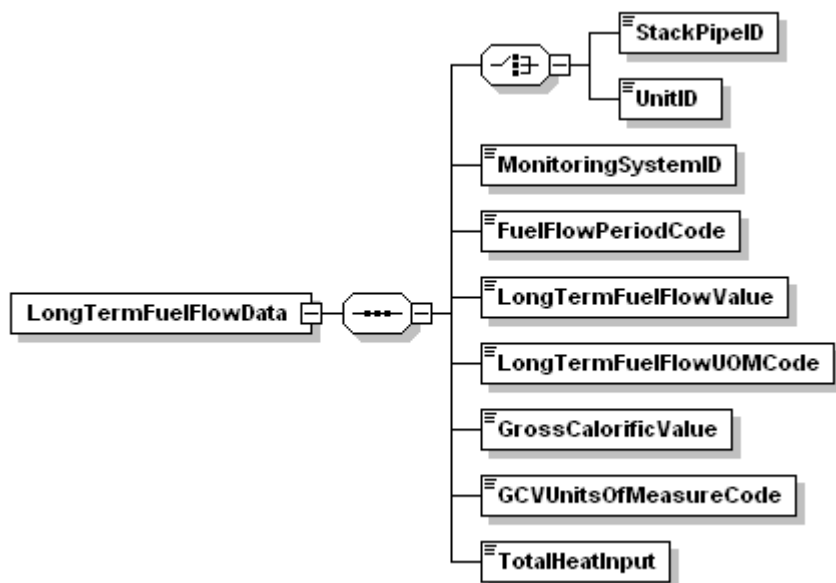 StackPipeID
UnitID
MonitoringSystemID
FuelFlowPeriodCode
LongTermFuelFlowValue
LongTermFuelFlowData
LongTermFuelFlowUOMCode
GrossCalorificValue
GCVUnitsOfMeasureCode
TotalHeatInput